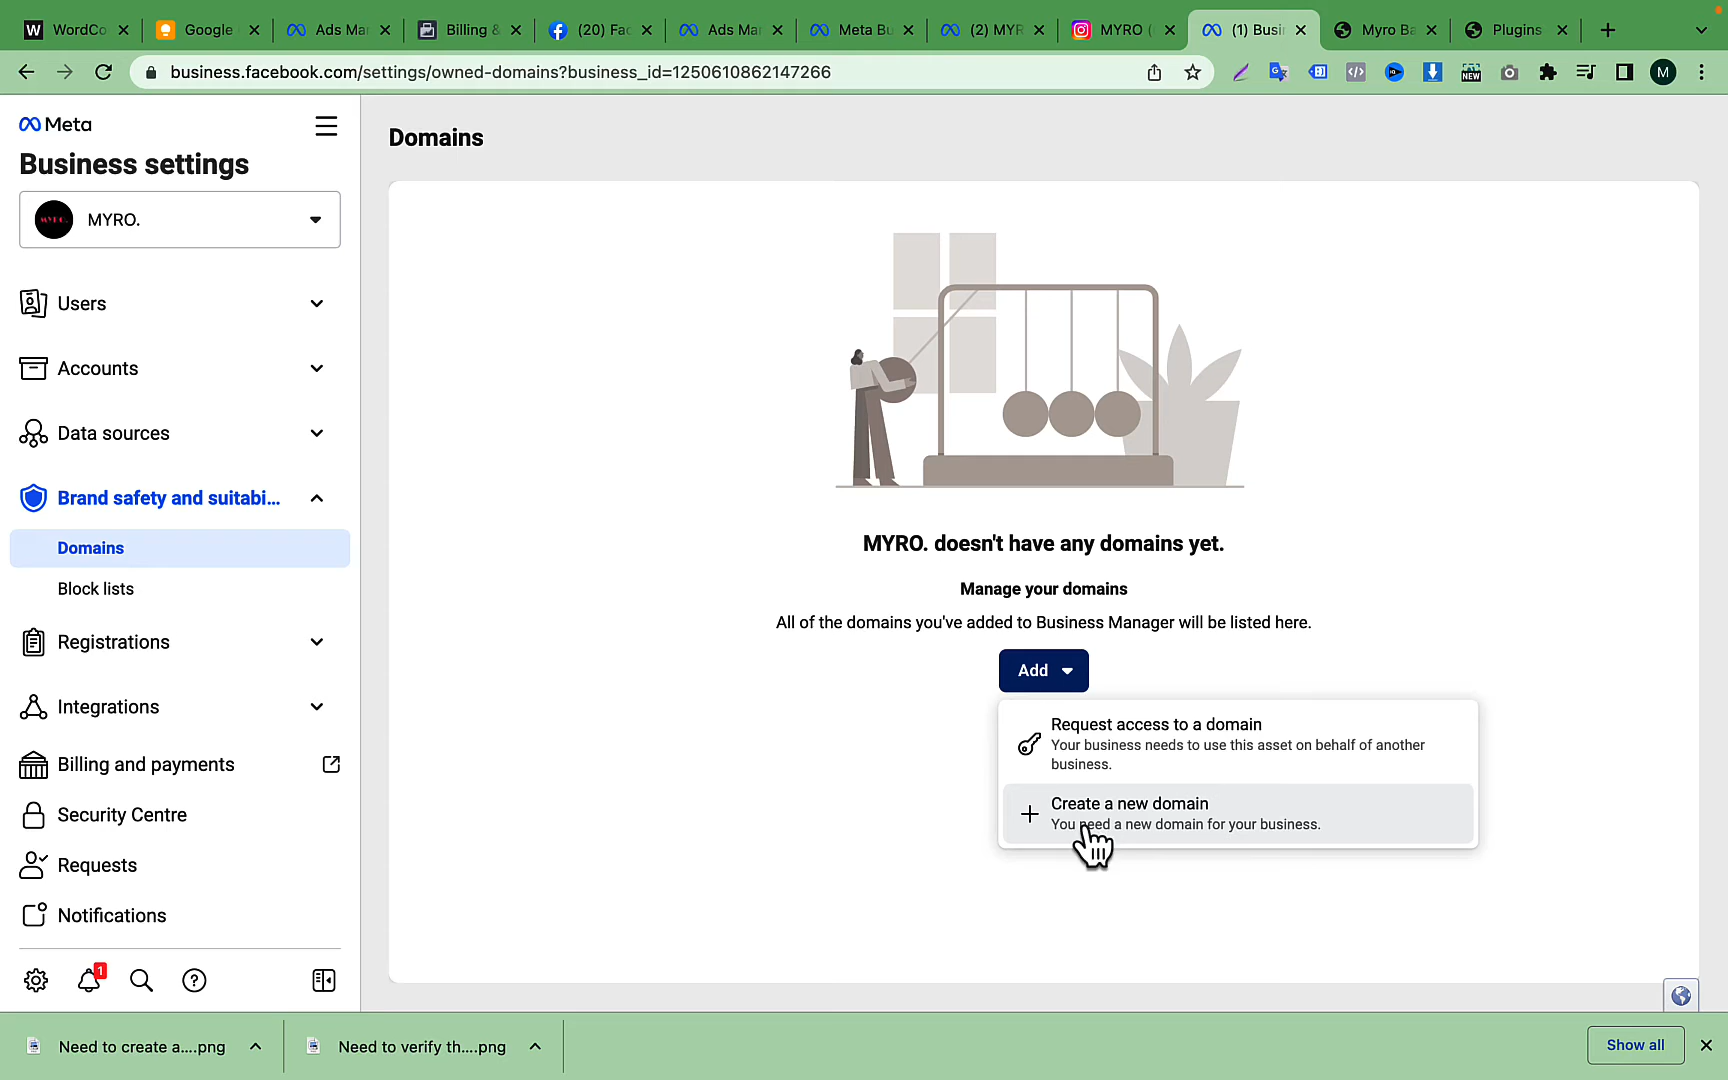 WordCo
Google
Ads Mar
Billing &
(20) Fac
Ads Mar
Meta Bu
(2) MYR
MYRO (
(1) Busin
Myro Ba
Plugins
business.facebook.com/settings/owned-domains?business_id=1250610862147266
NEW
M
Meta
Business settings
MYRO.
Users
Accounts
Data sources
Brand safety and suitabi...
Domains
Block lists
Registrations
Integrations
Billing and payments
Security Centre
Requests
Notifications
1
Domains
MYRO. doesn't have any domains yet.
Manage your domains
All of the domains you've added to Business Manager will be listed here.
Add
Request access to a domain
Your business needs to use this asset on behalf of another
business.
Create a new domain
You need a new domain for your business.
Need to create a....png
Need to verify th....png
Show all